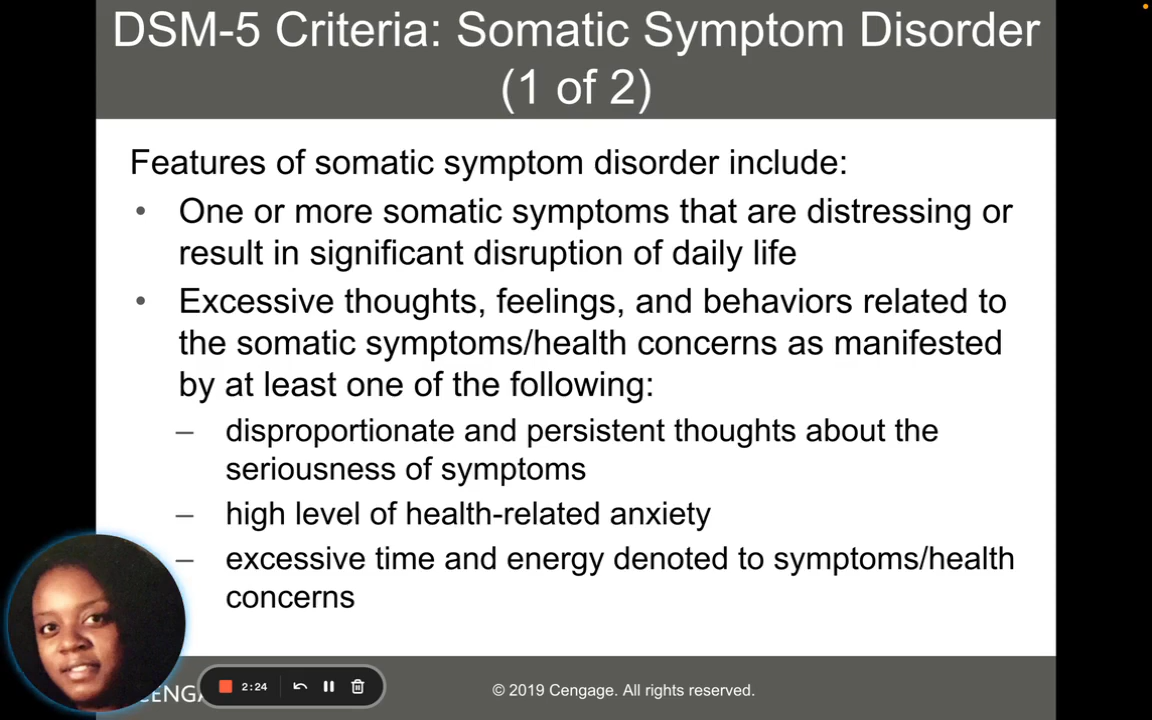 DSM-5 Criteria: Somatic Symptom Disorder
(1 of 2)
Features of somatic symptom disorder include:
• One or more somatic symptoms that are distressing or
result in significant disruption of daily life
• Excessive thoughts, feelings, and behaviors related to
the somatic symptoms/health concerns as manifested
by at least one of the following:
– disproportionate and persistent thoughts about the
seriousness of symptoms
– high level of health-related anxiety
– excessive time and energy denoted to symptoms/health
concerns
2:24
© 2019 Cengage. All rights reserved.